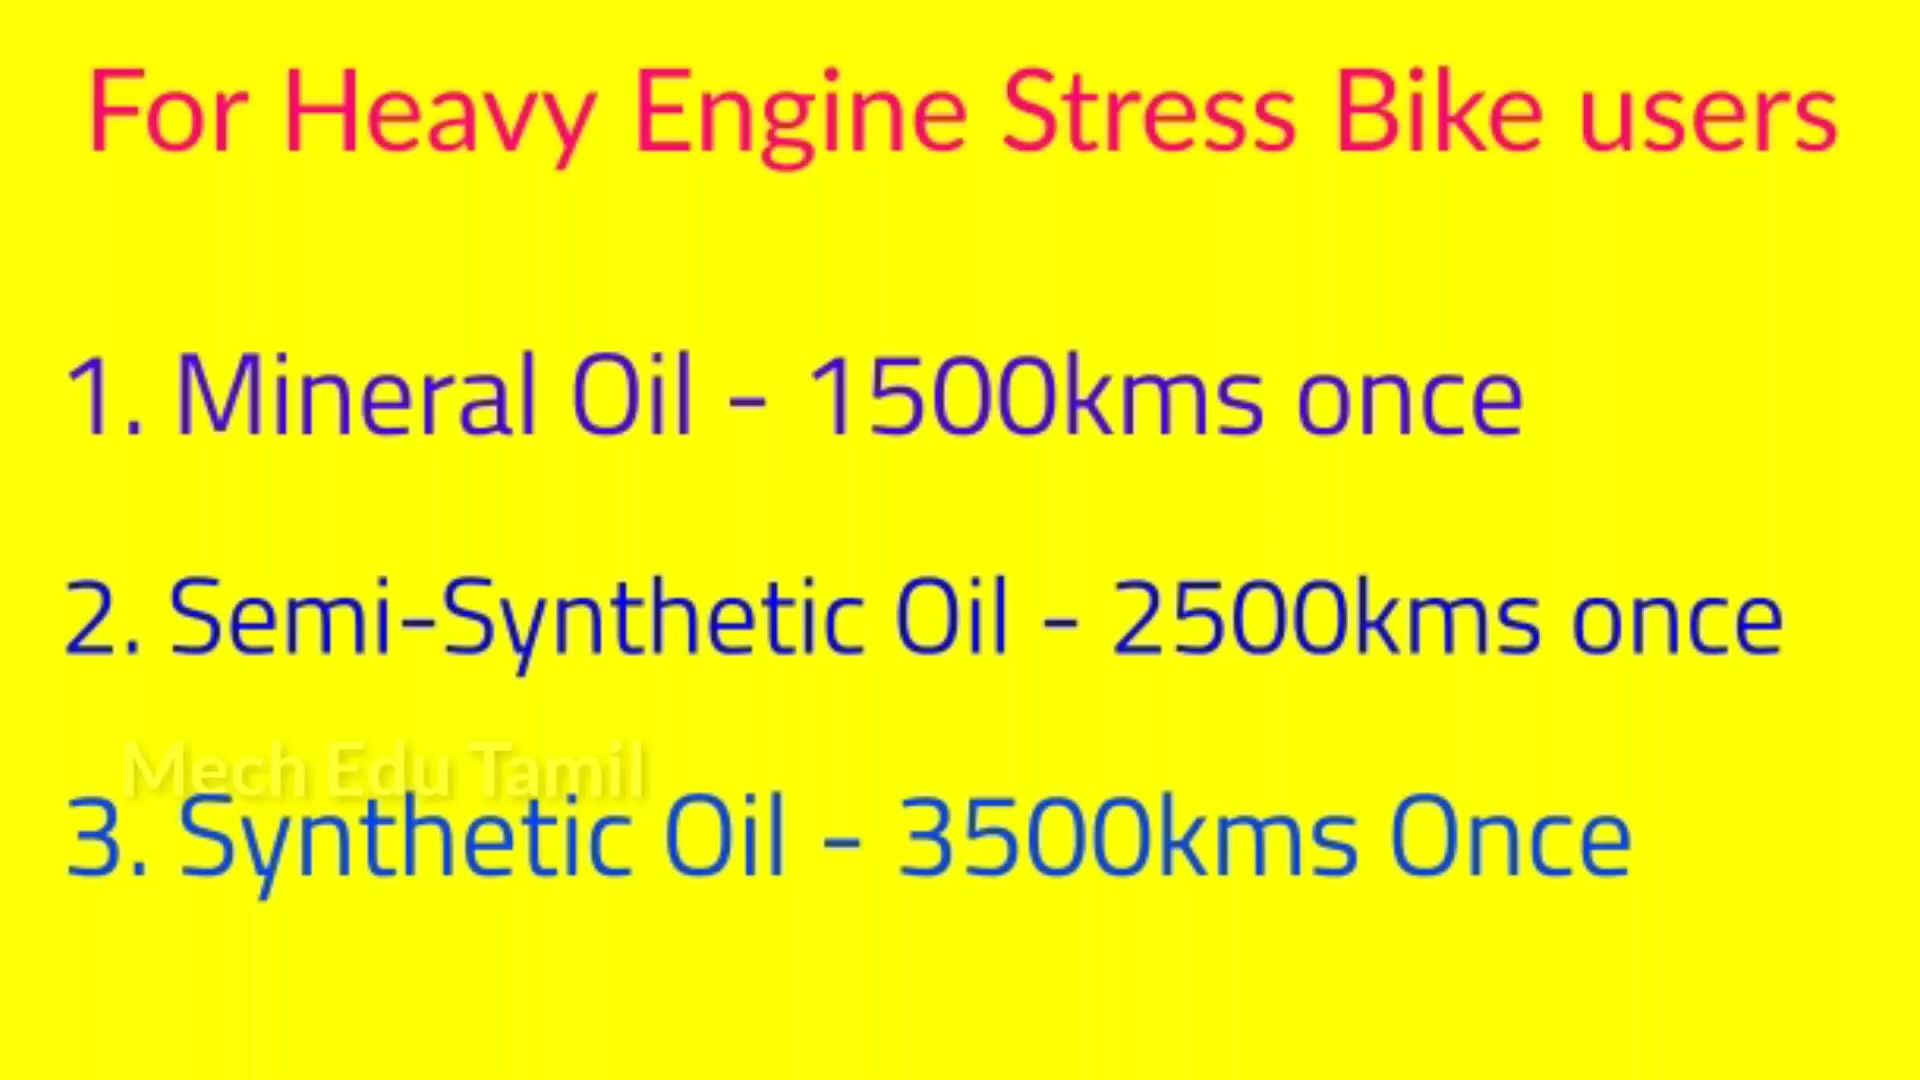 For Heavy Engine Stress Bike users
1. Mineral Oil - 1500kms once
2. Semi-Synthetic Oil - 2500kms once
Mech Edu Tamil
3. Synthetic Oil - 3500kms Once